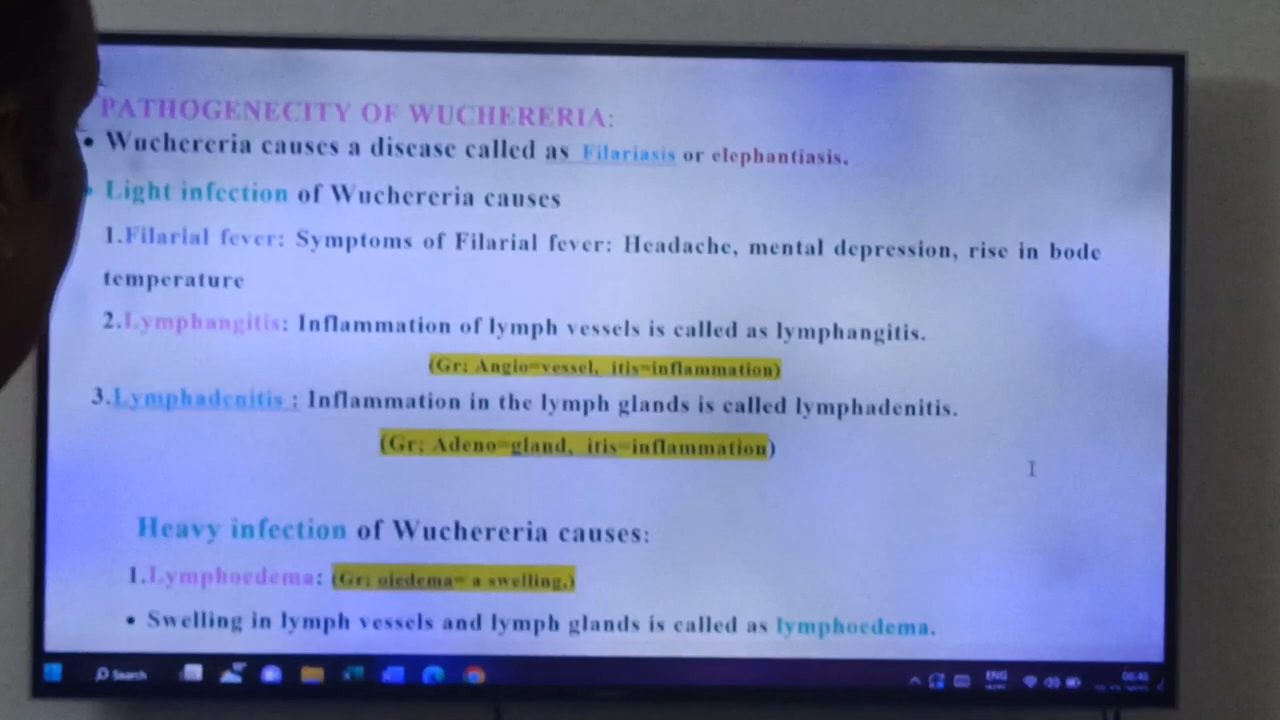 PATHOGENECITY OF WUCHERERIA:
• Wuchereria causes a disease called as Filariasis or elephantiasis.
• Light infection of Wuchereria causes
1.Filarial fever: Symptoms of Filarial fever: Headache, mental depression, rise in bode
temperature
2.Lymphangitis: Inflammation of lymph vessels is called as lymphangitis.
(Gr; Angio=vessel, itis=inflammation)
3.Lymphadenitis : Inflammation in the lymph glands is called lymphadenitis.
(Gr; Adeno=gland, itis=inflammation)
Heavy infection of Wuchereria causes:
1.Lymphoedema: (Gr; oiedema= a swelling,)
• Swelling in lymph vessels and lymph glands is called as lymphoedema.
Search
ENG